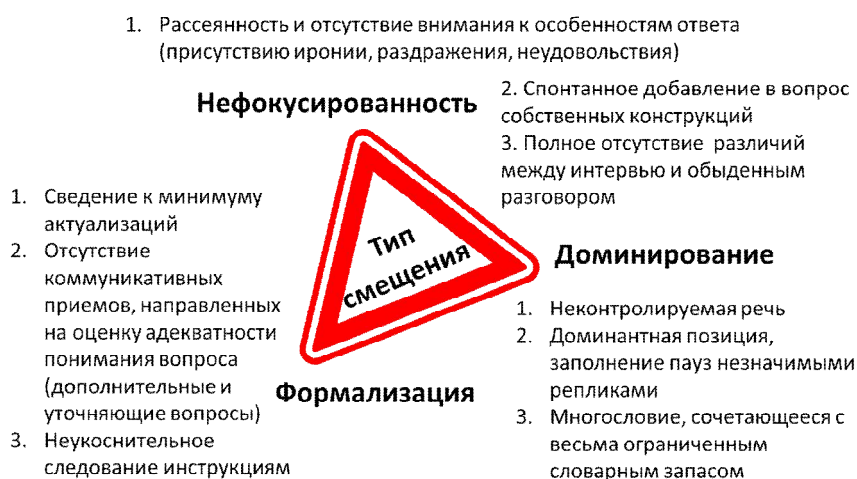 1. Рассеянность и отсутствие внимания к особенностям ответа
(присутствию иронии, раздражения, неудовольствия)
Нефокусированность
2. Спонтанное добавление в вопрос
собственных конструкций
3. Полное отсутствие различий
между интервью и обыденным
разговором
1. Сведение к минимуму
актуализаций
2. Отсутствие
коммуникативных
приемов, направленных
на оценку адекватности
понимания вопроса
(дополнительные и
уточняющие вопросы)
3. Неукоснительное
следование инструкциям
Тип
смещения
Формализация
Доминирование
1. Неконтролируемая речь
2. Доминантная позиция,
заполнение пауз незначимыми
репликами
3. Многословие, сочетающееся с
весьма ограниченным
словарным запасом